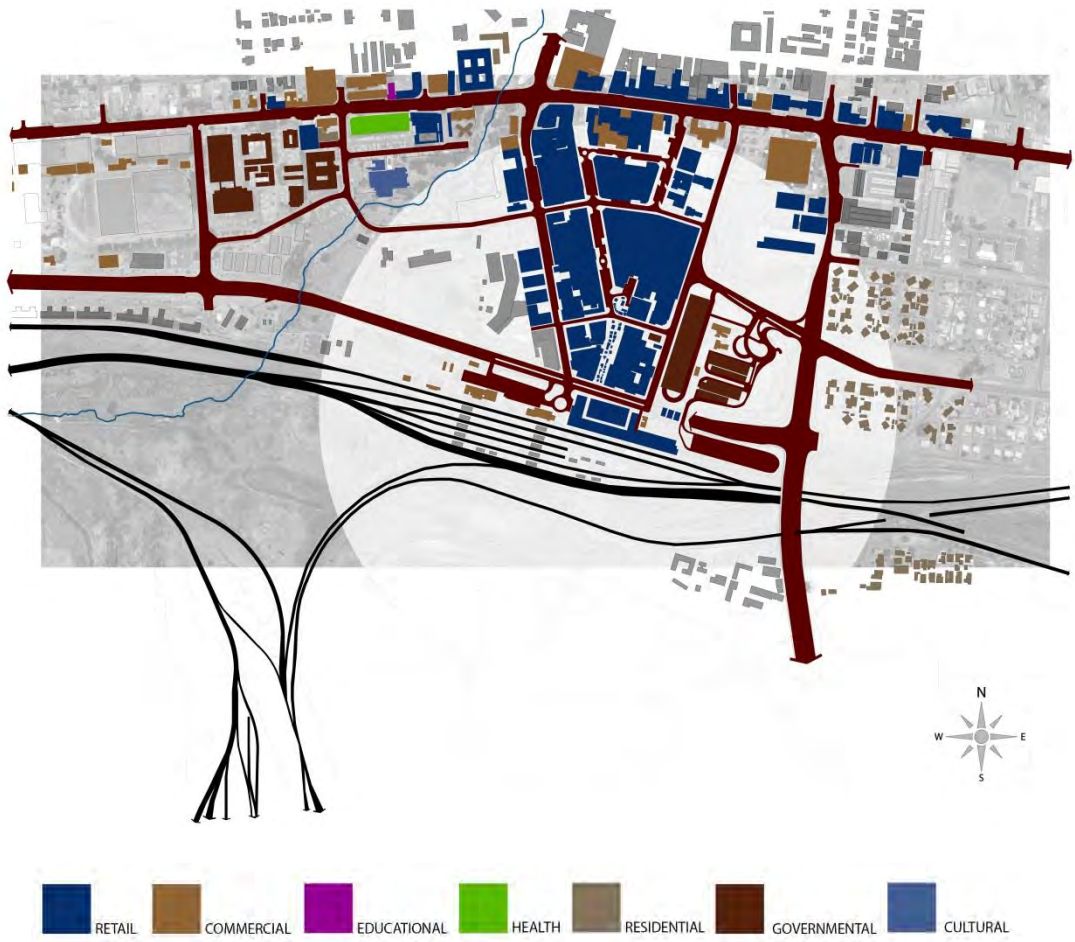 N
W
E
S
RETAIL
COMMERCIAL
EDUCATIONAL
HEALTH
RESIDENTIAL
GOVERNMENTAL
CULTURAL